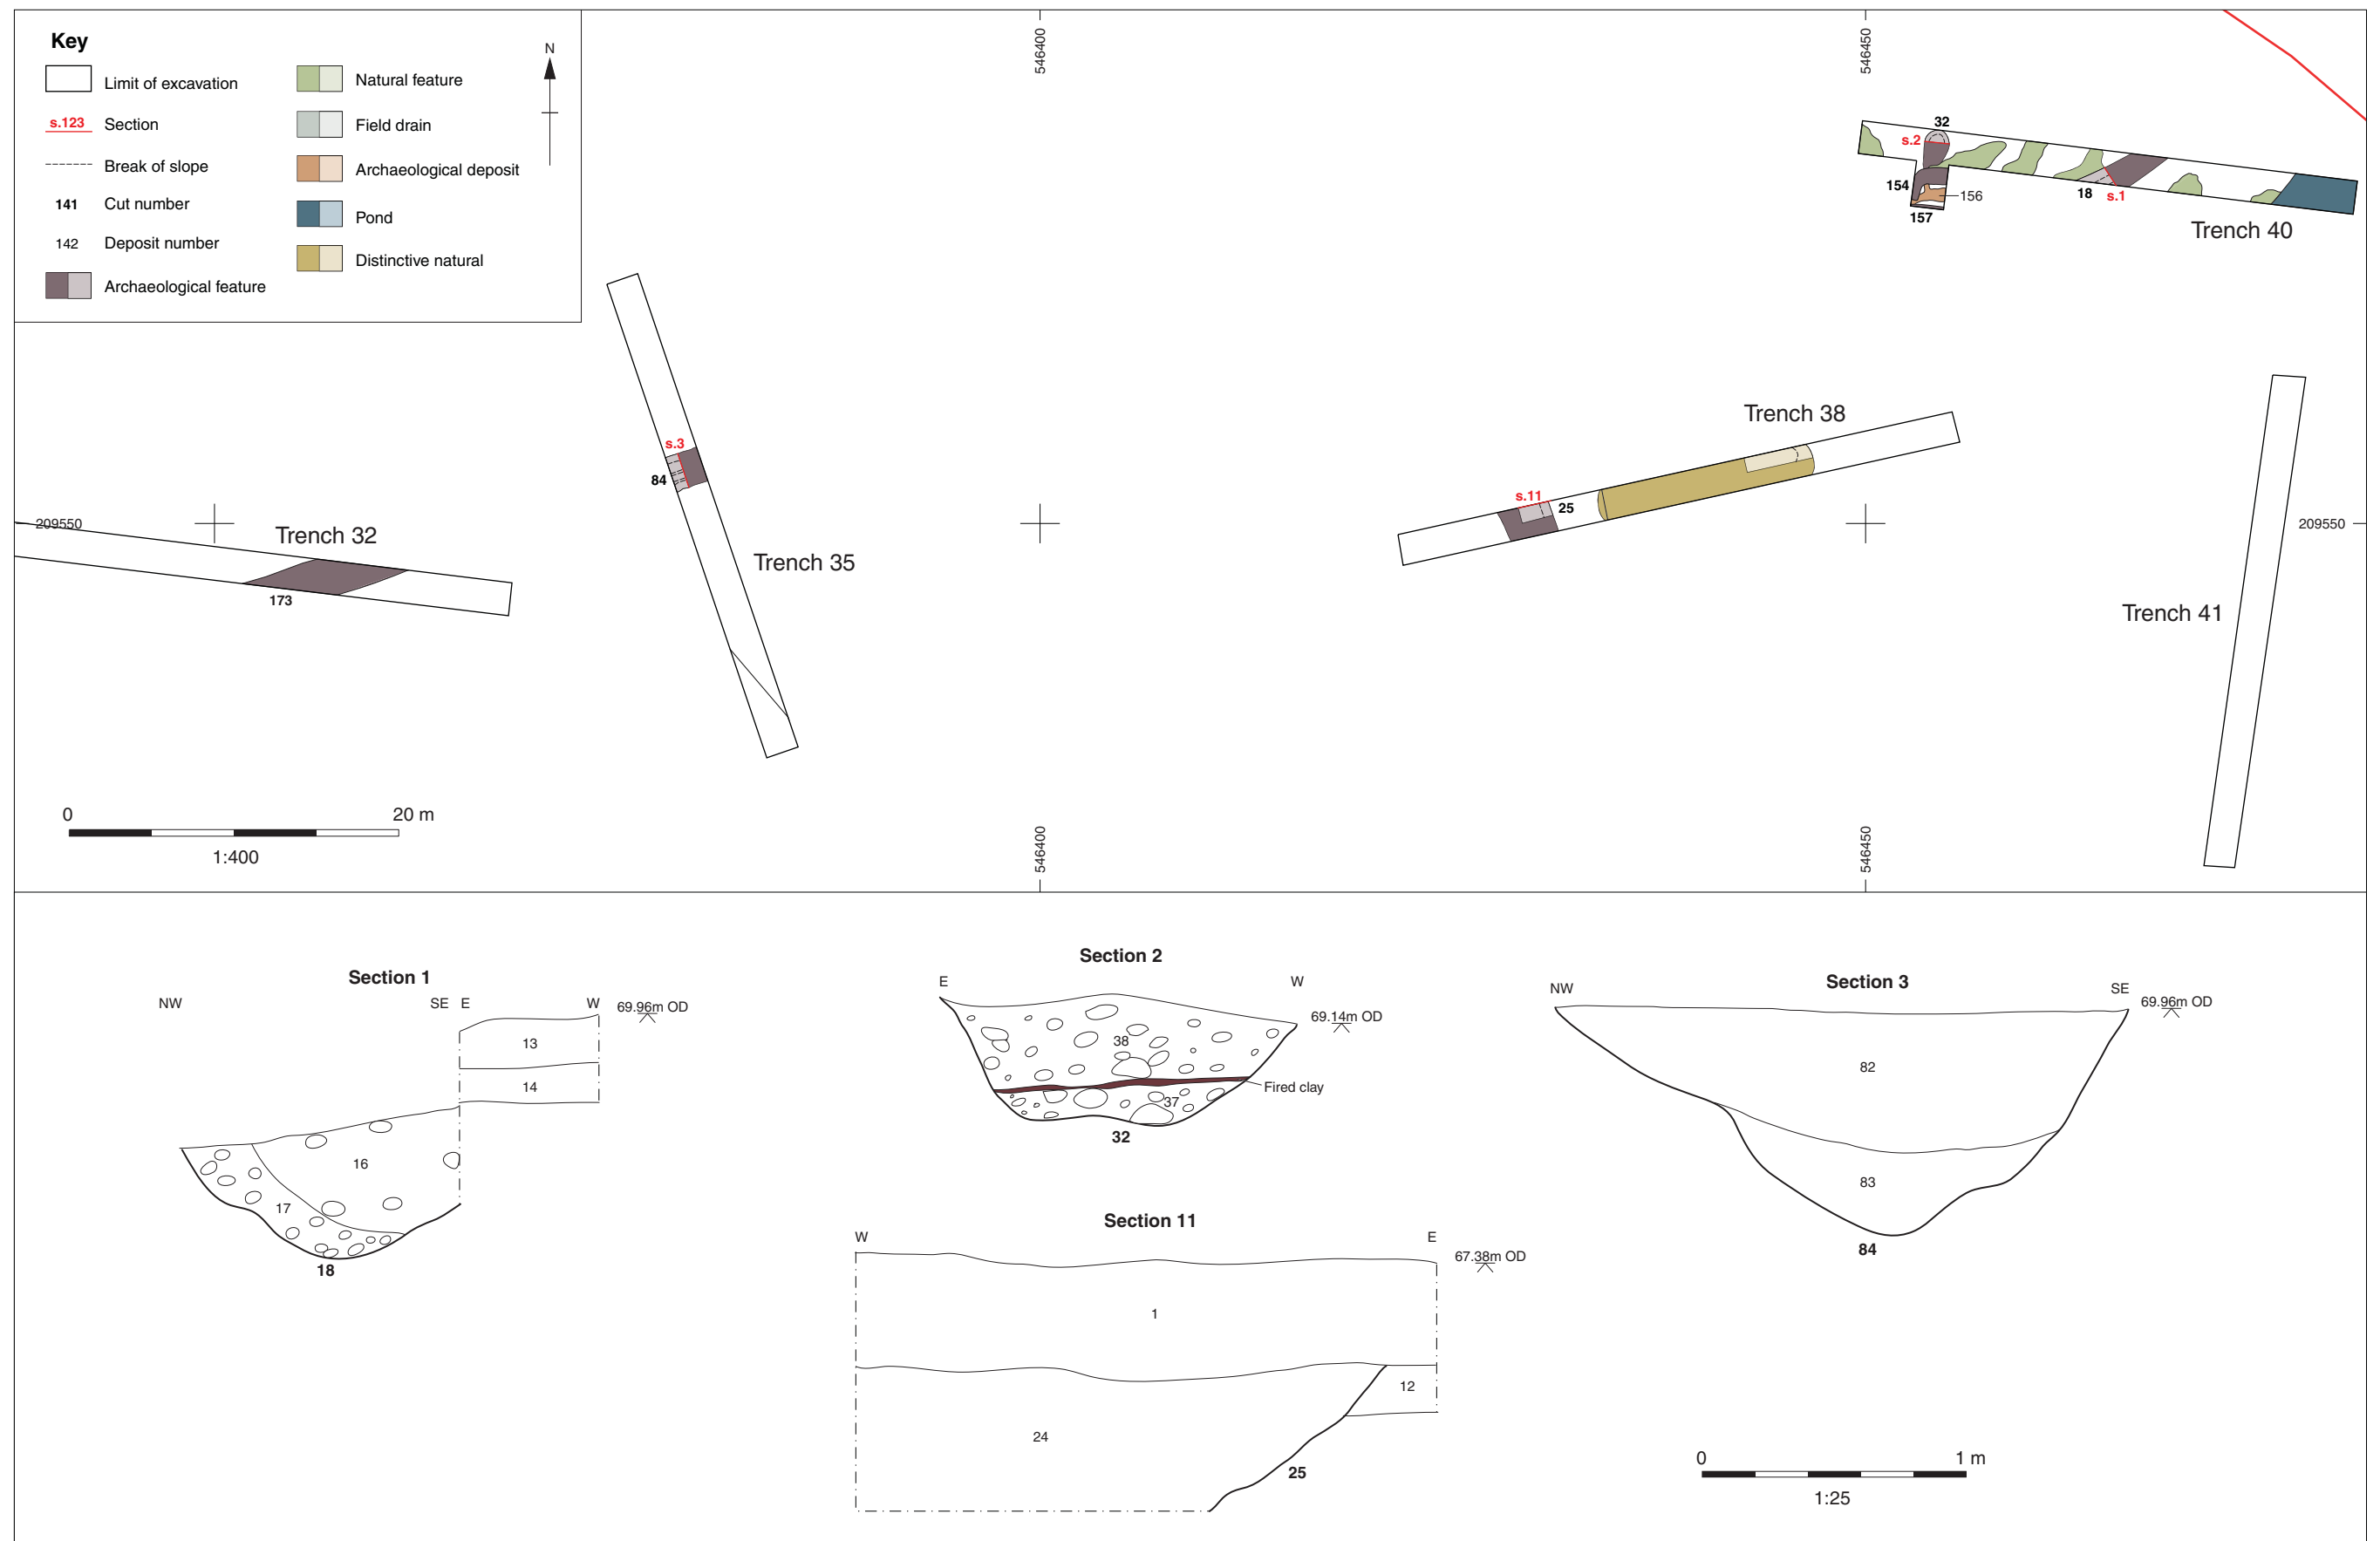 Key
Limit of excavation
s.123 Section
Break of slope
141 Cut number
142 Deposit number
Archaeological feature
Natural feature
Field drain
Archaeological deposit
Pond
Distinctive natural
N
546400
546450
32
s.2
154
156
157
18
s.1
Trench 40
s.3
84
Trench 35
209550
Trench 32
173
Trench 38
s.11
25
209550
Trench 41
0 20 m
1:400
546400
546450
Section 1
NW SE E W 69.96m OD
13
14
16
17
18
Section 2
E W
69.14m OD
38
Fired clay
37
32
Section 3
NW SE 69.96m OD
82
83
84
Section 11
W E
67.38m OD
1
12
24
25
0 1 m
1:25